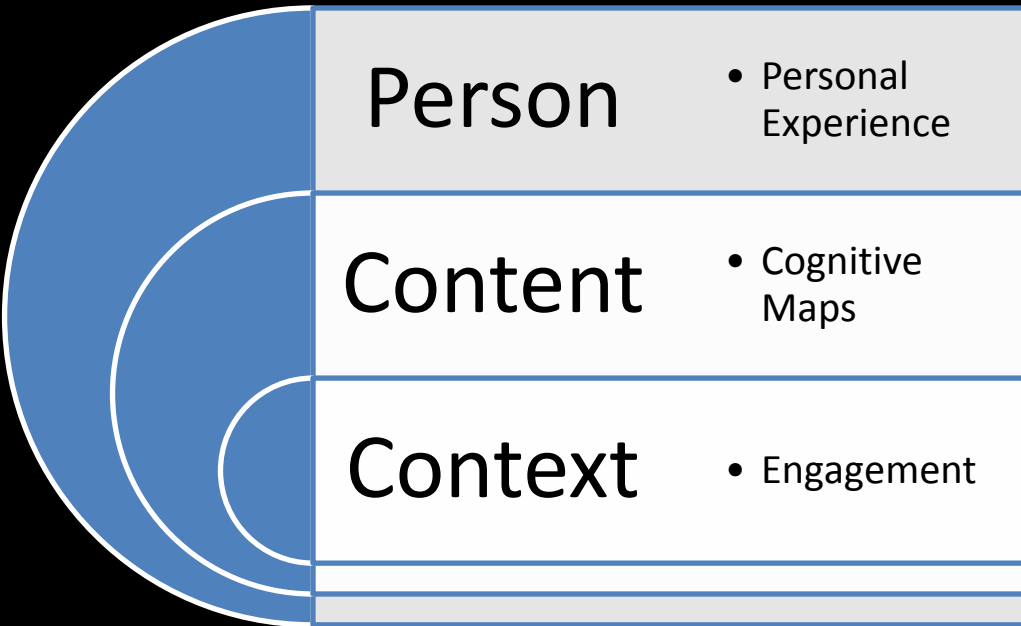 Person
• Personal
Experience
Content
• Cognitive
Maps
Context
• Engagement